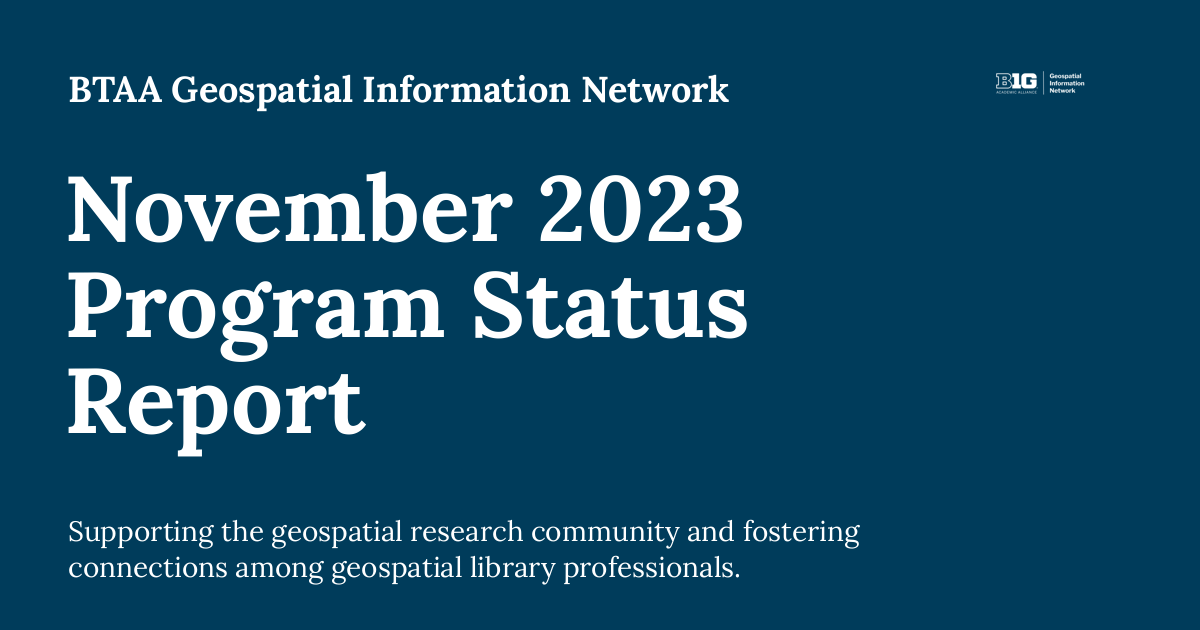 BTAA Geospatial Information Network
B1G
ACADEMIC ALLIANCE
Geospatial
Information
Network
November 2023
Program Status
Report
Supporting the geospatial research community and fostering
connections among geospatial library professionals.